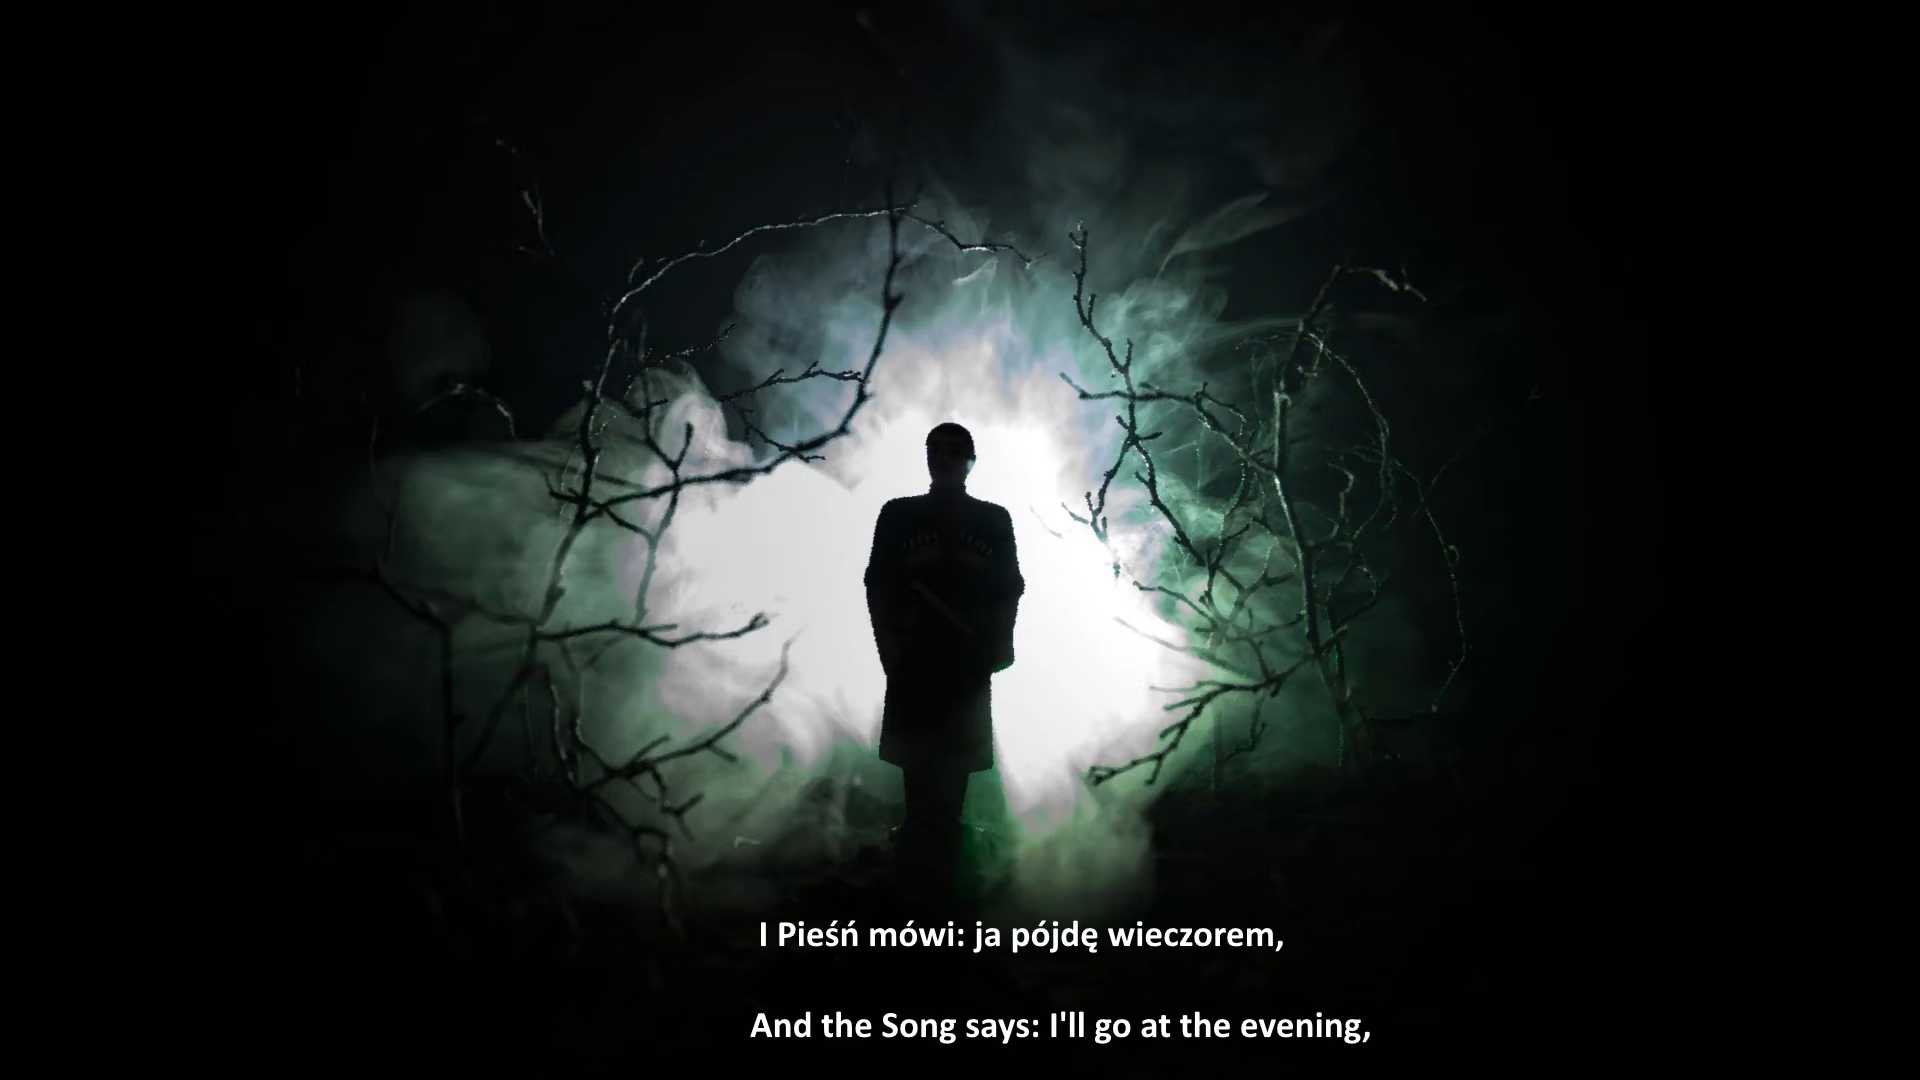 I Pieśń mówi: ja pójdę wieczorem,
And the Song says: I'll go at the evening,